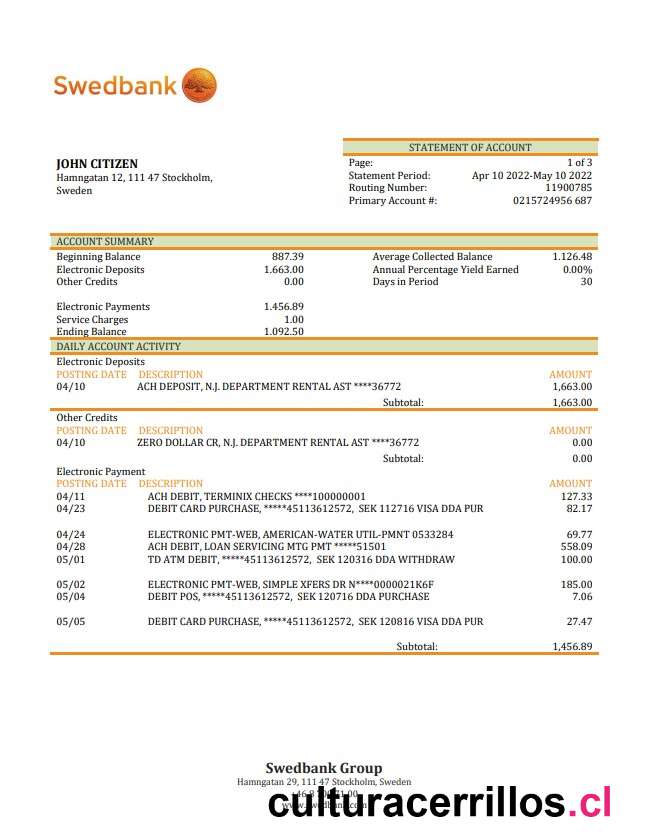 Swedbank
STATEMENT OF ACCOUNT
JOHN CITIZEN
Hamngatan 12, 111 47 Stockholm,
Sweden
Page: 1 of 3
Statement Period: Apr 10 2022-May 10 2022
Routing Number: 11900785
Primary Account #: 0215724956 687
ACCOUNT SUMMARY
Beginning Balance 887.39 Average Collected Balance 1.126.48
Electronic Deposits 1.663.00 Annual Percentage Yield Earned 0.00%
Other Credits 0.00 Days in Period 30
Electronic Payments 1.456.89
Service Charges 1.00
Ending Balance 1.092.50
DAILY ACCOUNT ACTIVITY
Electronic Deposits
POSTING DATE DESCRIPTION AMOUNT
04/10 ACH DEPOSIT, N.J. DEPARTMENT RENTAL AST ****36772 1,663.00
Subtotal: 1,663.00
Other Credits
POSTING DATE DESCRIPTION AMOUNT
04/10 ZERO DOLLAR CR, N.J. DEPARTMENT RENTAL AST ****36772 0.00
Subtotal: 0.00
Electronic Payment
POSTING DATE DESCRIPTION AMOUNT
04/11 ACH DEBIT, TERMINIX CHECKS ****100000001 127.33
04/23 DEBIT CARD PURCHASE, *****45113612572, SEK 112716 VISA DDA PUR 82.17
04/24 ELECTRONIC PMT-WEB, AMERICAN-WATER UTIL-PMNT 0533284 69.77
04/28 ACH DEBIT, LOAN SERVICING MTG PMT *****51501 558.09
05/01 TD ATM DEBIT, *****45113612572, SEK 120316 DDA WITHDRAW 100.00
05/02 ELECTRONIC PMT-WEB, SIMPLE XFERS DR N****0000021K6F 185.00
05/04 DEBIT POS, *****45113612572, SEK 120716 DDA PURCHASE 7.06
05/05 DEBIT CARD PURCHASE, *****45113612572, SEK 120816 VISA DDA PUR 27.47
Subtotal: 1,456.89
Swedbank Group
Hamngatan 29, 111 47 Stockholm, Sweden
culturacerrillos.cl